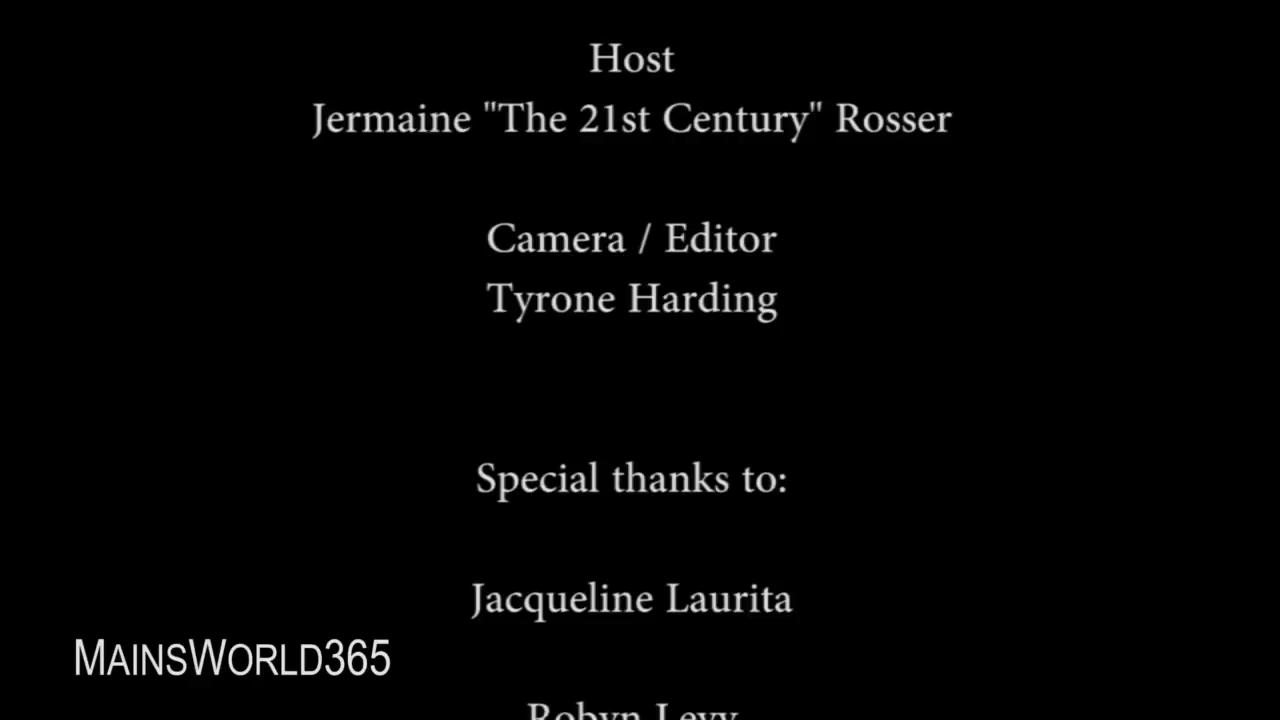 Host
Jermaine "The 21st Century" Rosser
Camera / Editor
Tyrone Harding
Special thanks to:
Jacqueline Laurita
MAINSWORLD365
Robyn Levy